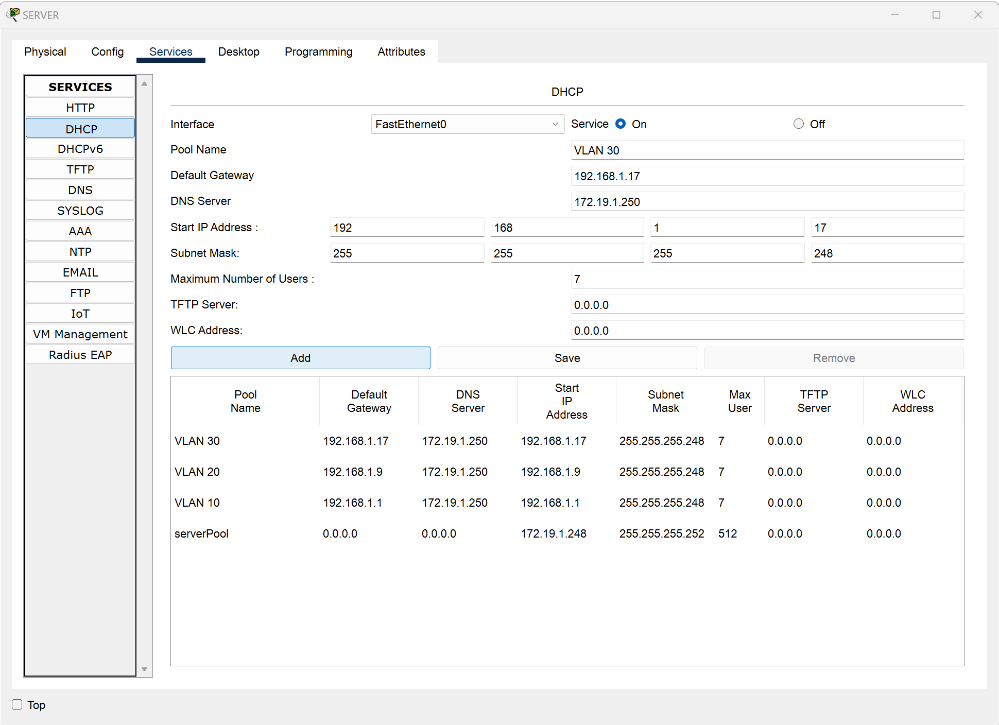 SERVER
Physical Config Services Desktop Programming Attributes
SERVICES
HTTP
DHCP
DHCPv6
TFTP
DNS
SYSLOG
AAA
NTP
EMAIL
FTP
IoT
VM Management
Radius EAP
DHCP
Interface FastEthernet0 Service On Off
Pool Name VLAN 30
Default Gateway 192.168.1.17
DNS Server 172.19.1.250
Start IP Address : 192 168 1 17
Subnet Mask: 255 255 255 248
Maximum Number of Users : 7
TFTP Server: 0.0.0.0
WLC Address: 0.0.0.0
Add Save Remove
Pool Name Default Gateway DNS Server Start IP Address Subnet Mask Max User TFTP Server WLC Address
VLAN 30 192.168.1.17 172.19.1.250 192.168.1.17 255.255.255.248 7 0.0.0.0 0.0.0.0
VLAN 20 192.168.1.9 172.19.1.250 192.168.1.9 255.255.255.248 7 0.0.0.0 0.0.0.0
VLAN 10 192.168.1.1 172.19.1.250 192.168.1.1 255.255.255.248 7 0.0.0.0 0.0.0.0
serverPool 0.0.0.0 0.0.0.0 172.19.1.248 255.255.255.252 512 0.0.0.0 0.0.0.0
Top